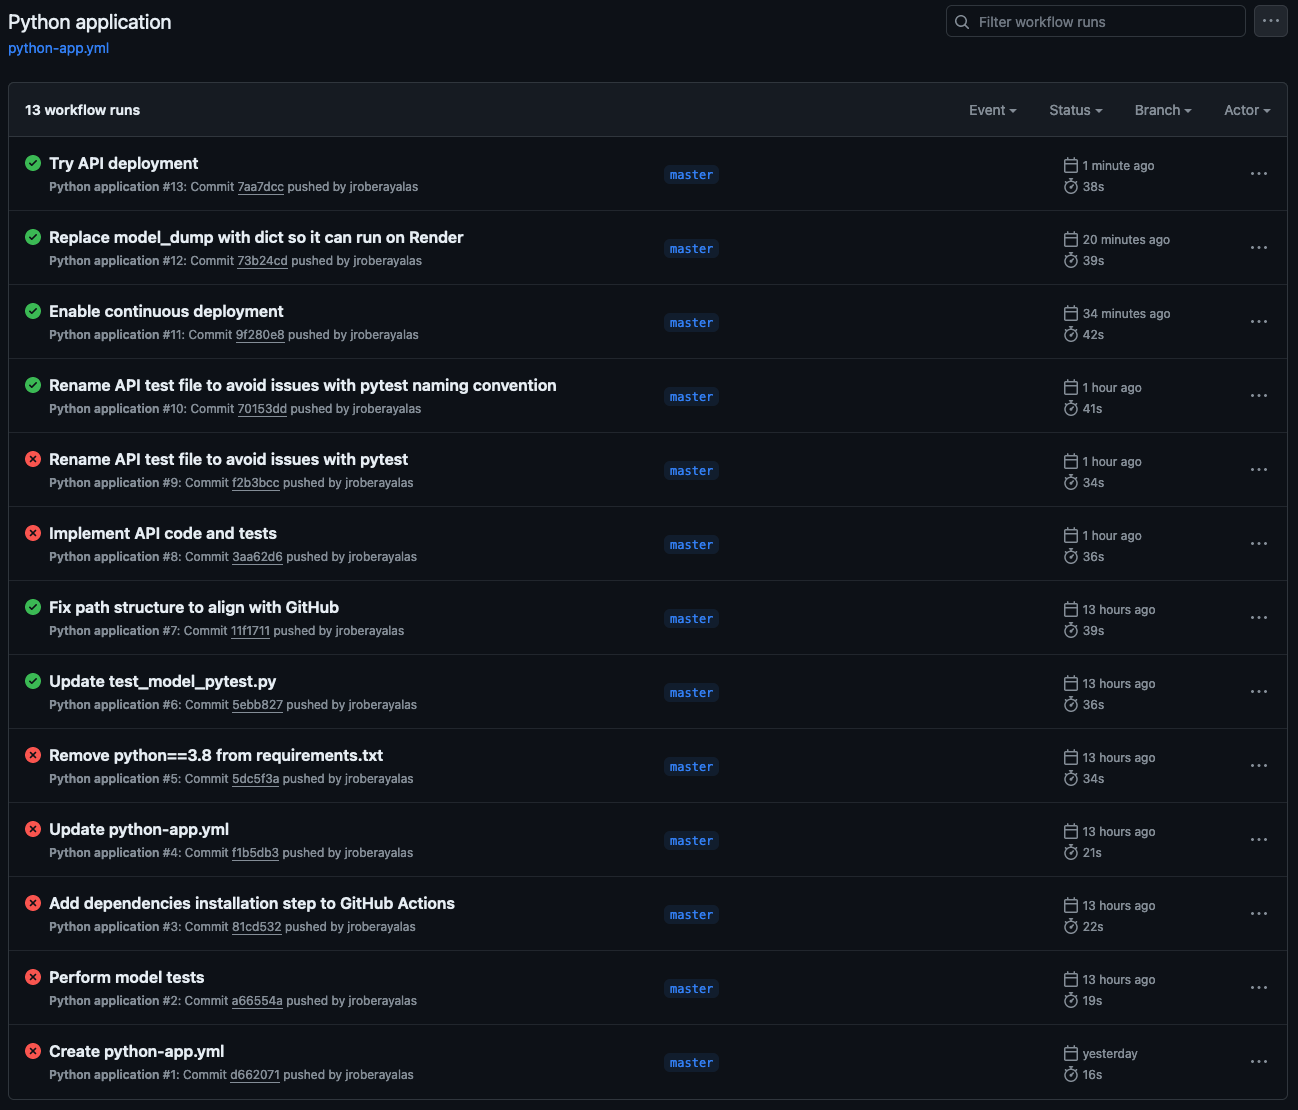 Python application
python-app.yml
Filter workflow runs
13 workflow runs
Event
Status
Branch
Actor
Try API deployment
Python application #13: Commit 7aa7dcc pushed by jroberayalas
master
1 minute ago
38s
Replace model_dump with dict so it can run on Render
Python application #12: Commit 73b24cd pushed by jroberayalas
master
20 minutes ago
39s
Enable continuous deployment
Python application #11: Commit 9f280e8 pushed by jroberayalas
master
34 minutes ago
42s
Rename API test file to avoid issues with pytest naming convention
Python application #10: Commit 70153dd pushed by jroberayalas
master
1 hour ago
41s
Rename API test file to avoid issues with pytest
Python application #9: Commit f2b3bcc pushed by jroberayalas
master
1 hour ago
34s
Implement API code and tests
Python application #8: Commit 3aa62d6 pushed by jroberayalas
master
1 hour ago
36s
Fix path structure to align with GitHub
Python application #7: Commit 11f1711 pushed by jroberayalas
master
13 hours ago
39s
Update test_model_pytest.py
Python application #6: Commit 5ebb827 pushed by jroberayalas
master
13 hours ago
36s
Remove python==3.8 from requirements.txt
Python application #5: Commit 5dc5f3a pushed by jroberayalas
master
13 hours ago
34s
Update python-app.yml
Python application #4: Commit f1b5db3 pushed by jroberayalas
master
13 hours ago
21s
Add dependencies installation step to GitHub Actions
Python application #3: Commit 81cd532 pushed by jroberayalas
master
13 hours ago
22s
Perform model tests
Python application #2: Commit a66554a pushed by jroberayalas
master
13 hours ago
19s
Create python-app.yml
Python application #1: Commit d662071 pushed by jroberayalas
master
yesterday
16s